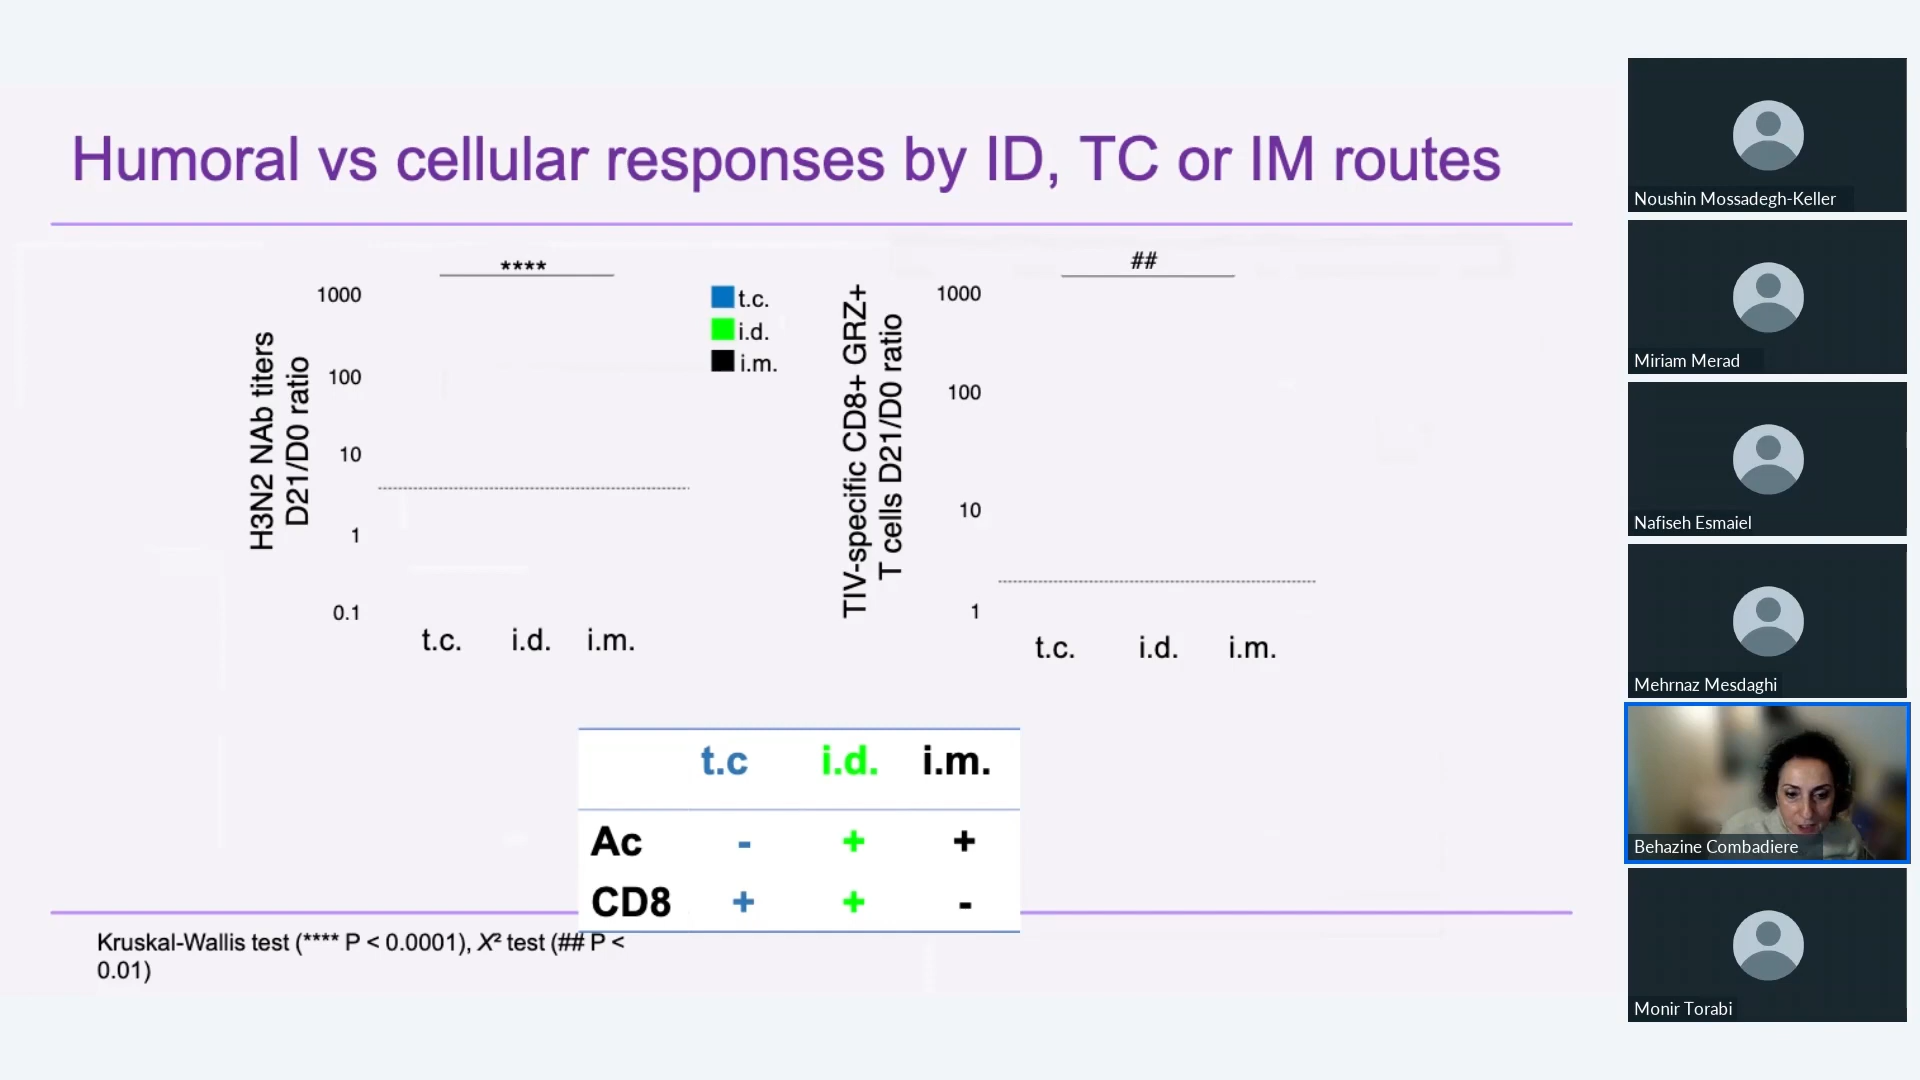 Humoral vs cellular responses by ID, TC or IM routes
****
1000
100
10
1
0.1
H3N2 NAb titers
D21/D0 ratio
t.c. i.d. i.m.
t.c.
i.d.
i.m.
##
1000
100
10
1
TIV-specific CD8+ GRZ+
T cells D21/D0 ratio
t.c. i.d. i.m.
t.c i.d. i.m.
Ac - + +
CD8 + + -
Kruskal-Wallis test (**** P < 0.0001), X² test (## P <
0.01)
Noushin Mossadegh-Keller
Miriam Merad
Nafiseh Esmaiel
Mehrnaz Mesdaghi
Behazine Combadiere
Monir Torabi